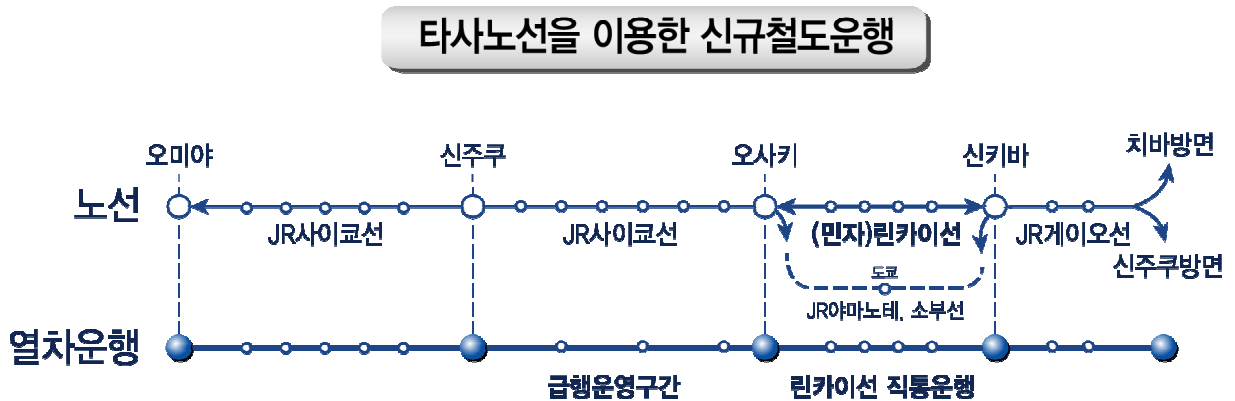 타사노선을 이용한 신규철도운행
오미야
신주쿠
오사키
신키바
치바방면
노선
JR사이쿄선
JR사이쿄선
(민자)린카이선
JR게이오선
신주쿠방면
도쿄
JR야마노테, 소부선
열차운행
급행운영구간
린카이선 직통운행